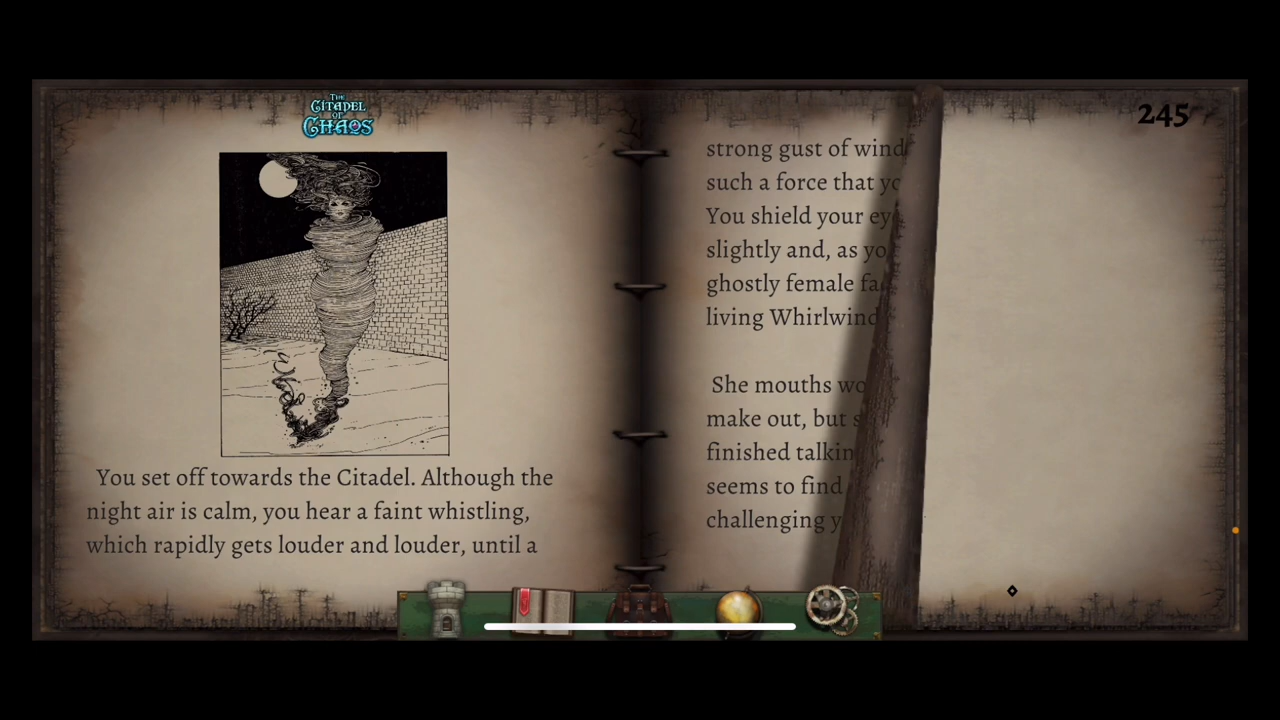 THE
CITADEL
OF
CHAOS
You set off towards the Citadel. Although the
night air is calm, you hear a faint whistling,
which rapidly gets louder and louder, until a
245
strong gust of wind
such a force that
You shield your
slightly and, as
ghostly female
living Whirlwind
She mouths
make out, but
finished
seems to find
challenging